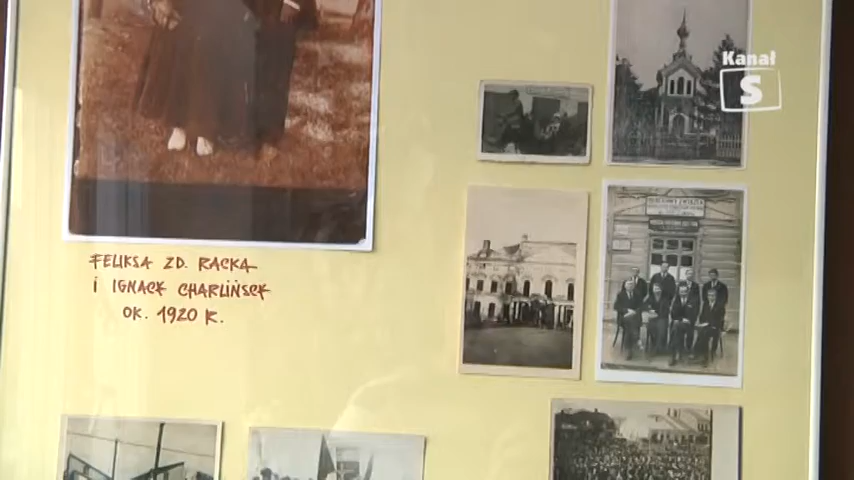 Kanał
S
FELIKSA ZD. RACKA
i IGNACY CHARLIŃSCY
OK. 1920 R.